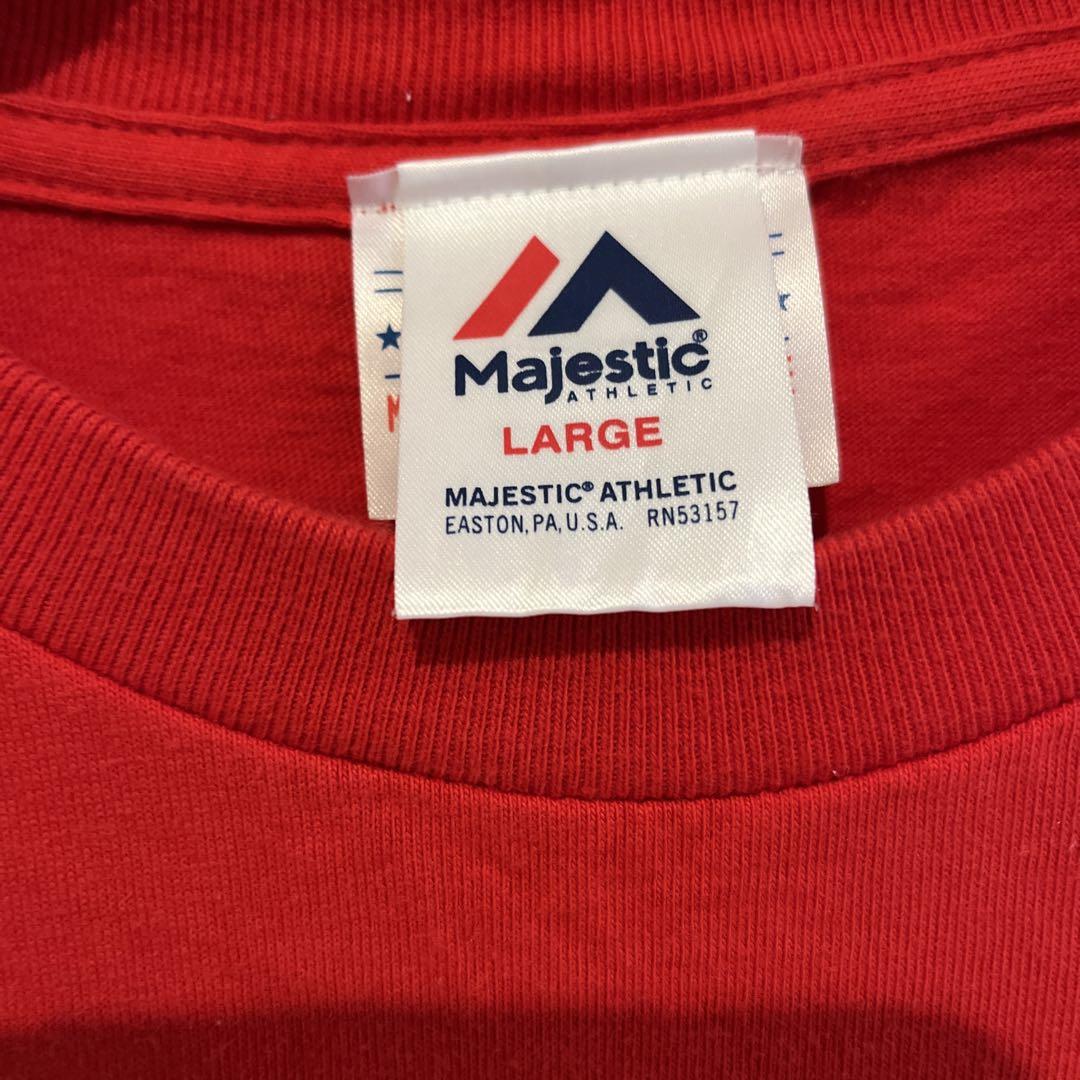 Majestic®
ATHLETIC
LARGE
MAJESTIC® ATHLETIC
EASTON, PA, U.S.A. RN53157